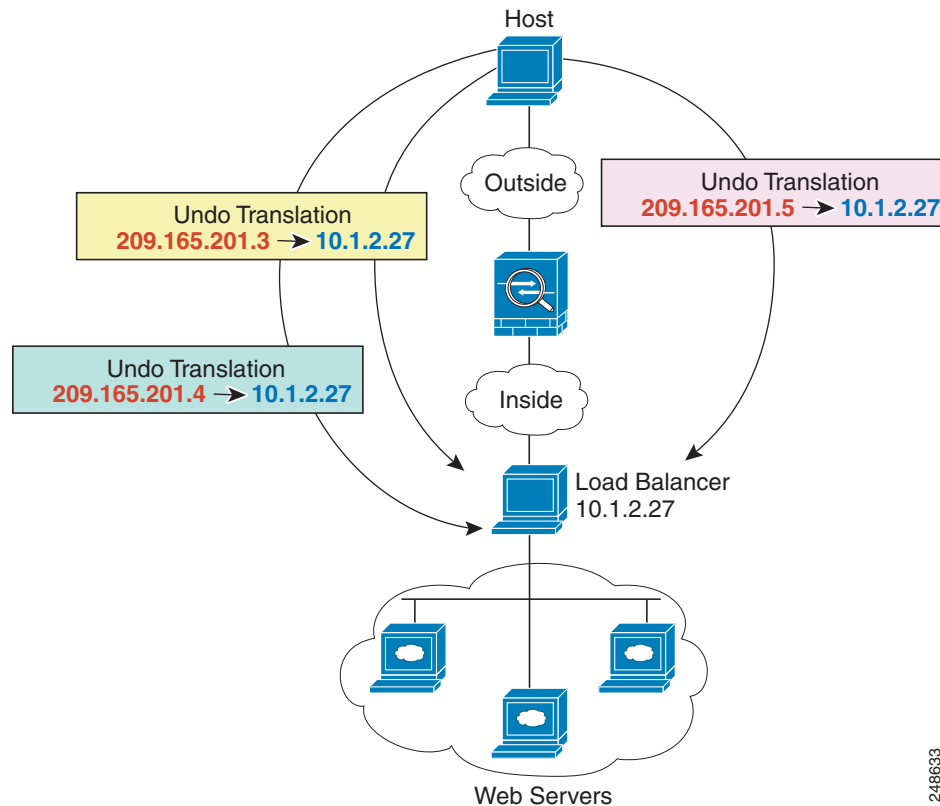 Host
Outside
Undo Translation
209.165.201.3 → 10.1.2.27
Undo Translation
209.165.201.5 → 10.1.2.27
Undo Translation
209.165.201.4 → 10.1.2.27
Inside
Load Balancer
10.1.2.27
Web Servers
248633